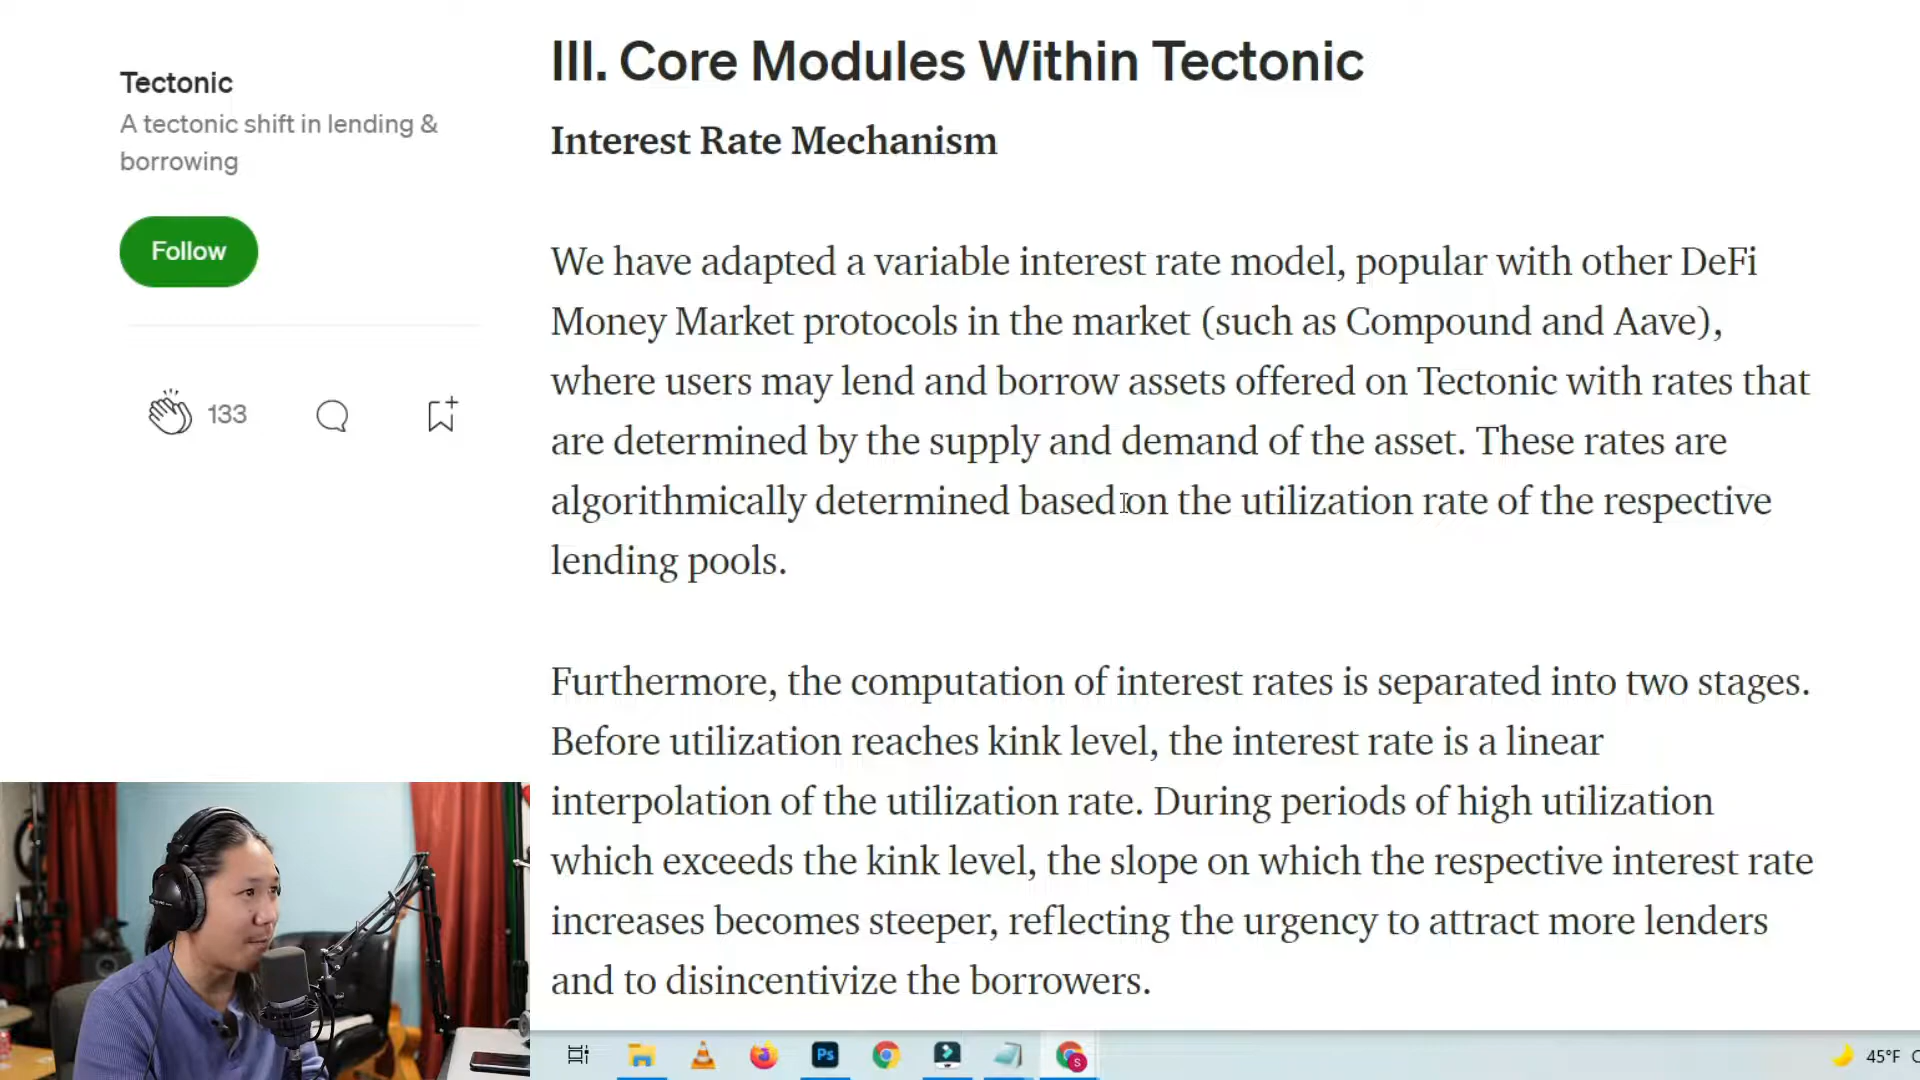 Tectonic
A tectonic shift in lending &
borrowing
Follow
133
III. Core Modules Within Tectonic
Interest Rate Mechanism
We have adapted a variable interest rate model, popular with other DeFi
Money Market protocols in the market (such as Compound and Aave),
where users may lend and borrow assets offered on Tectonic with rates that
are determined by the supply and demand of the asset. These rates are
algorithmically determined based on the utilization rate of the respective
lending pools.
Furthermore, the computation of interest rates is separated into two stages.
Before utilization reaches kink level, the interest rate is a linear
interpolation of the utilization rate. During periods of high utilization
which exceeds the kink level, the slope on which the respective interest rate
increases becomes steeper, reflecting the urgency to attract more lenders
and to disincentivize the borrowers.
Ps
S
45°F C